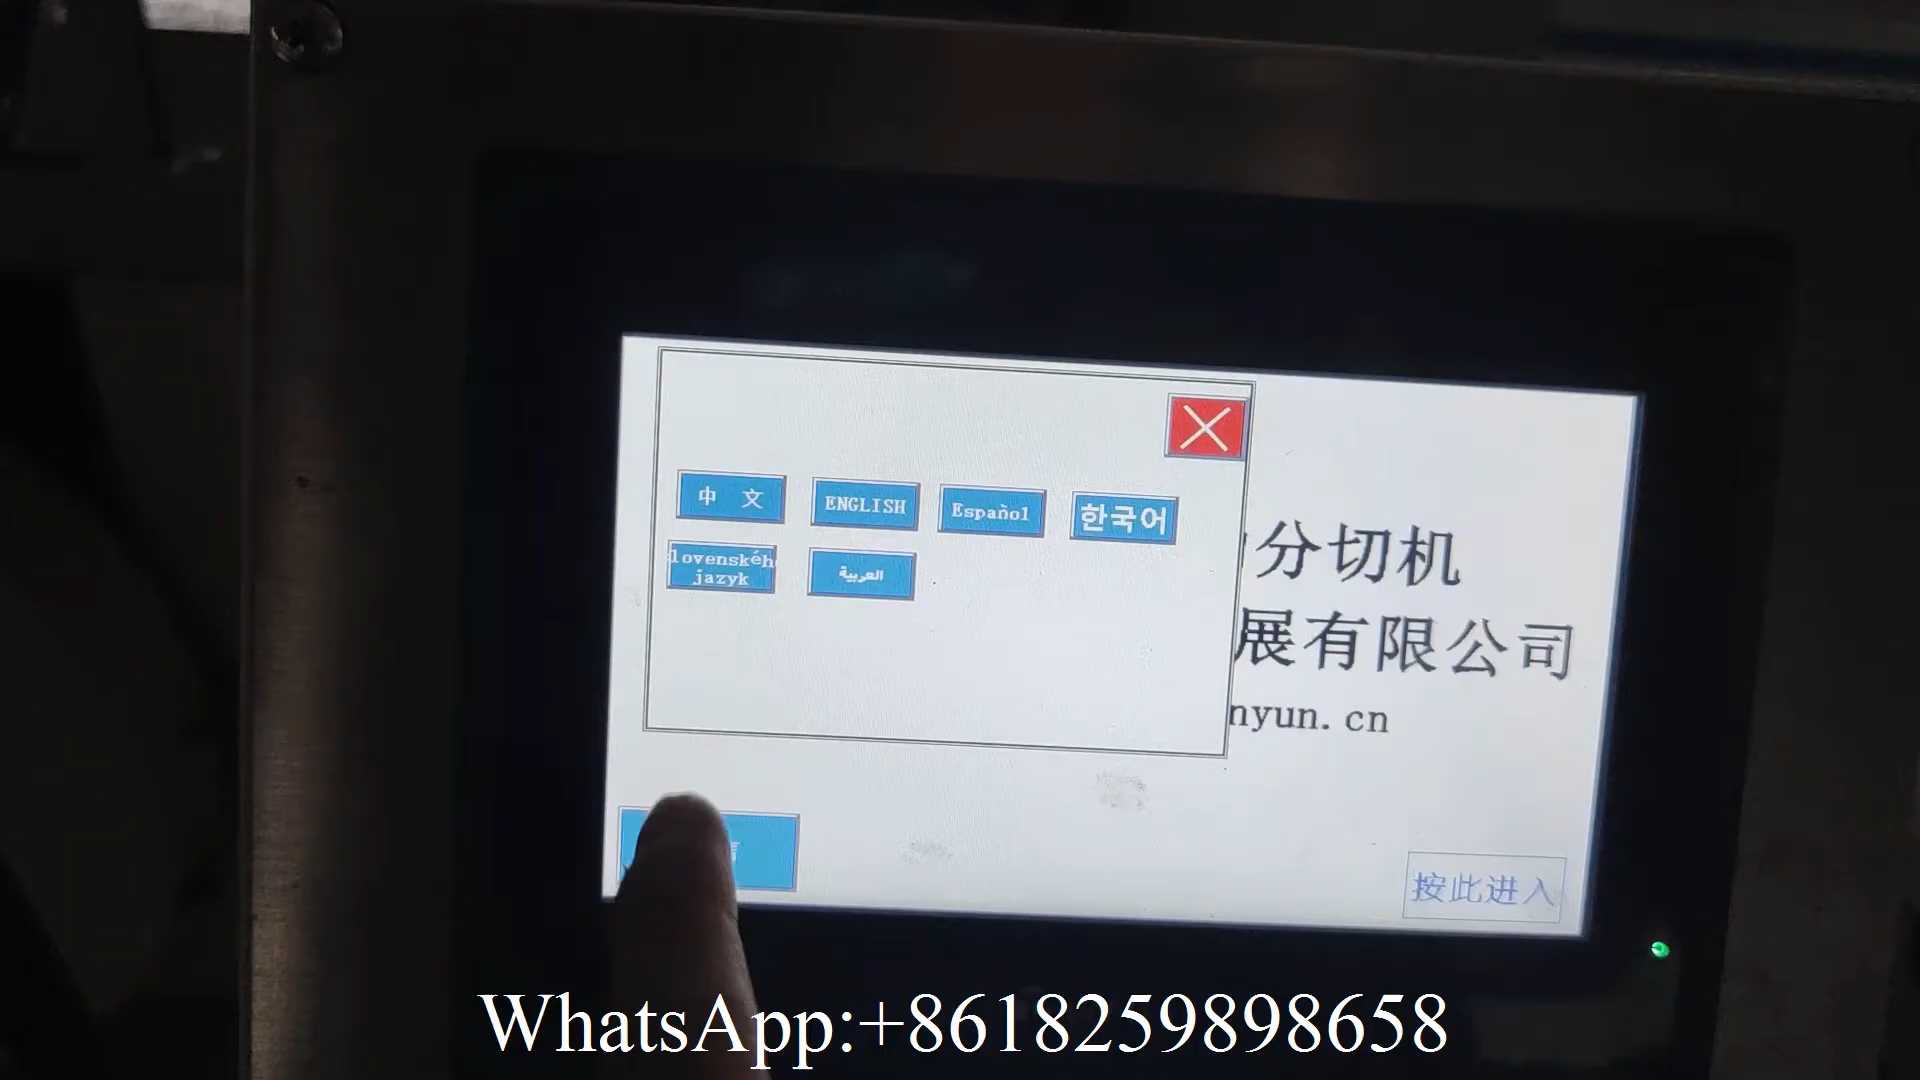 中 文
ENGLISH
Español
한국어
lovenskéh
jazyk
العربية
分切机
展有限公司
nyun.cn
按此进入
WhatsApp:+8618259898658